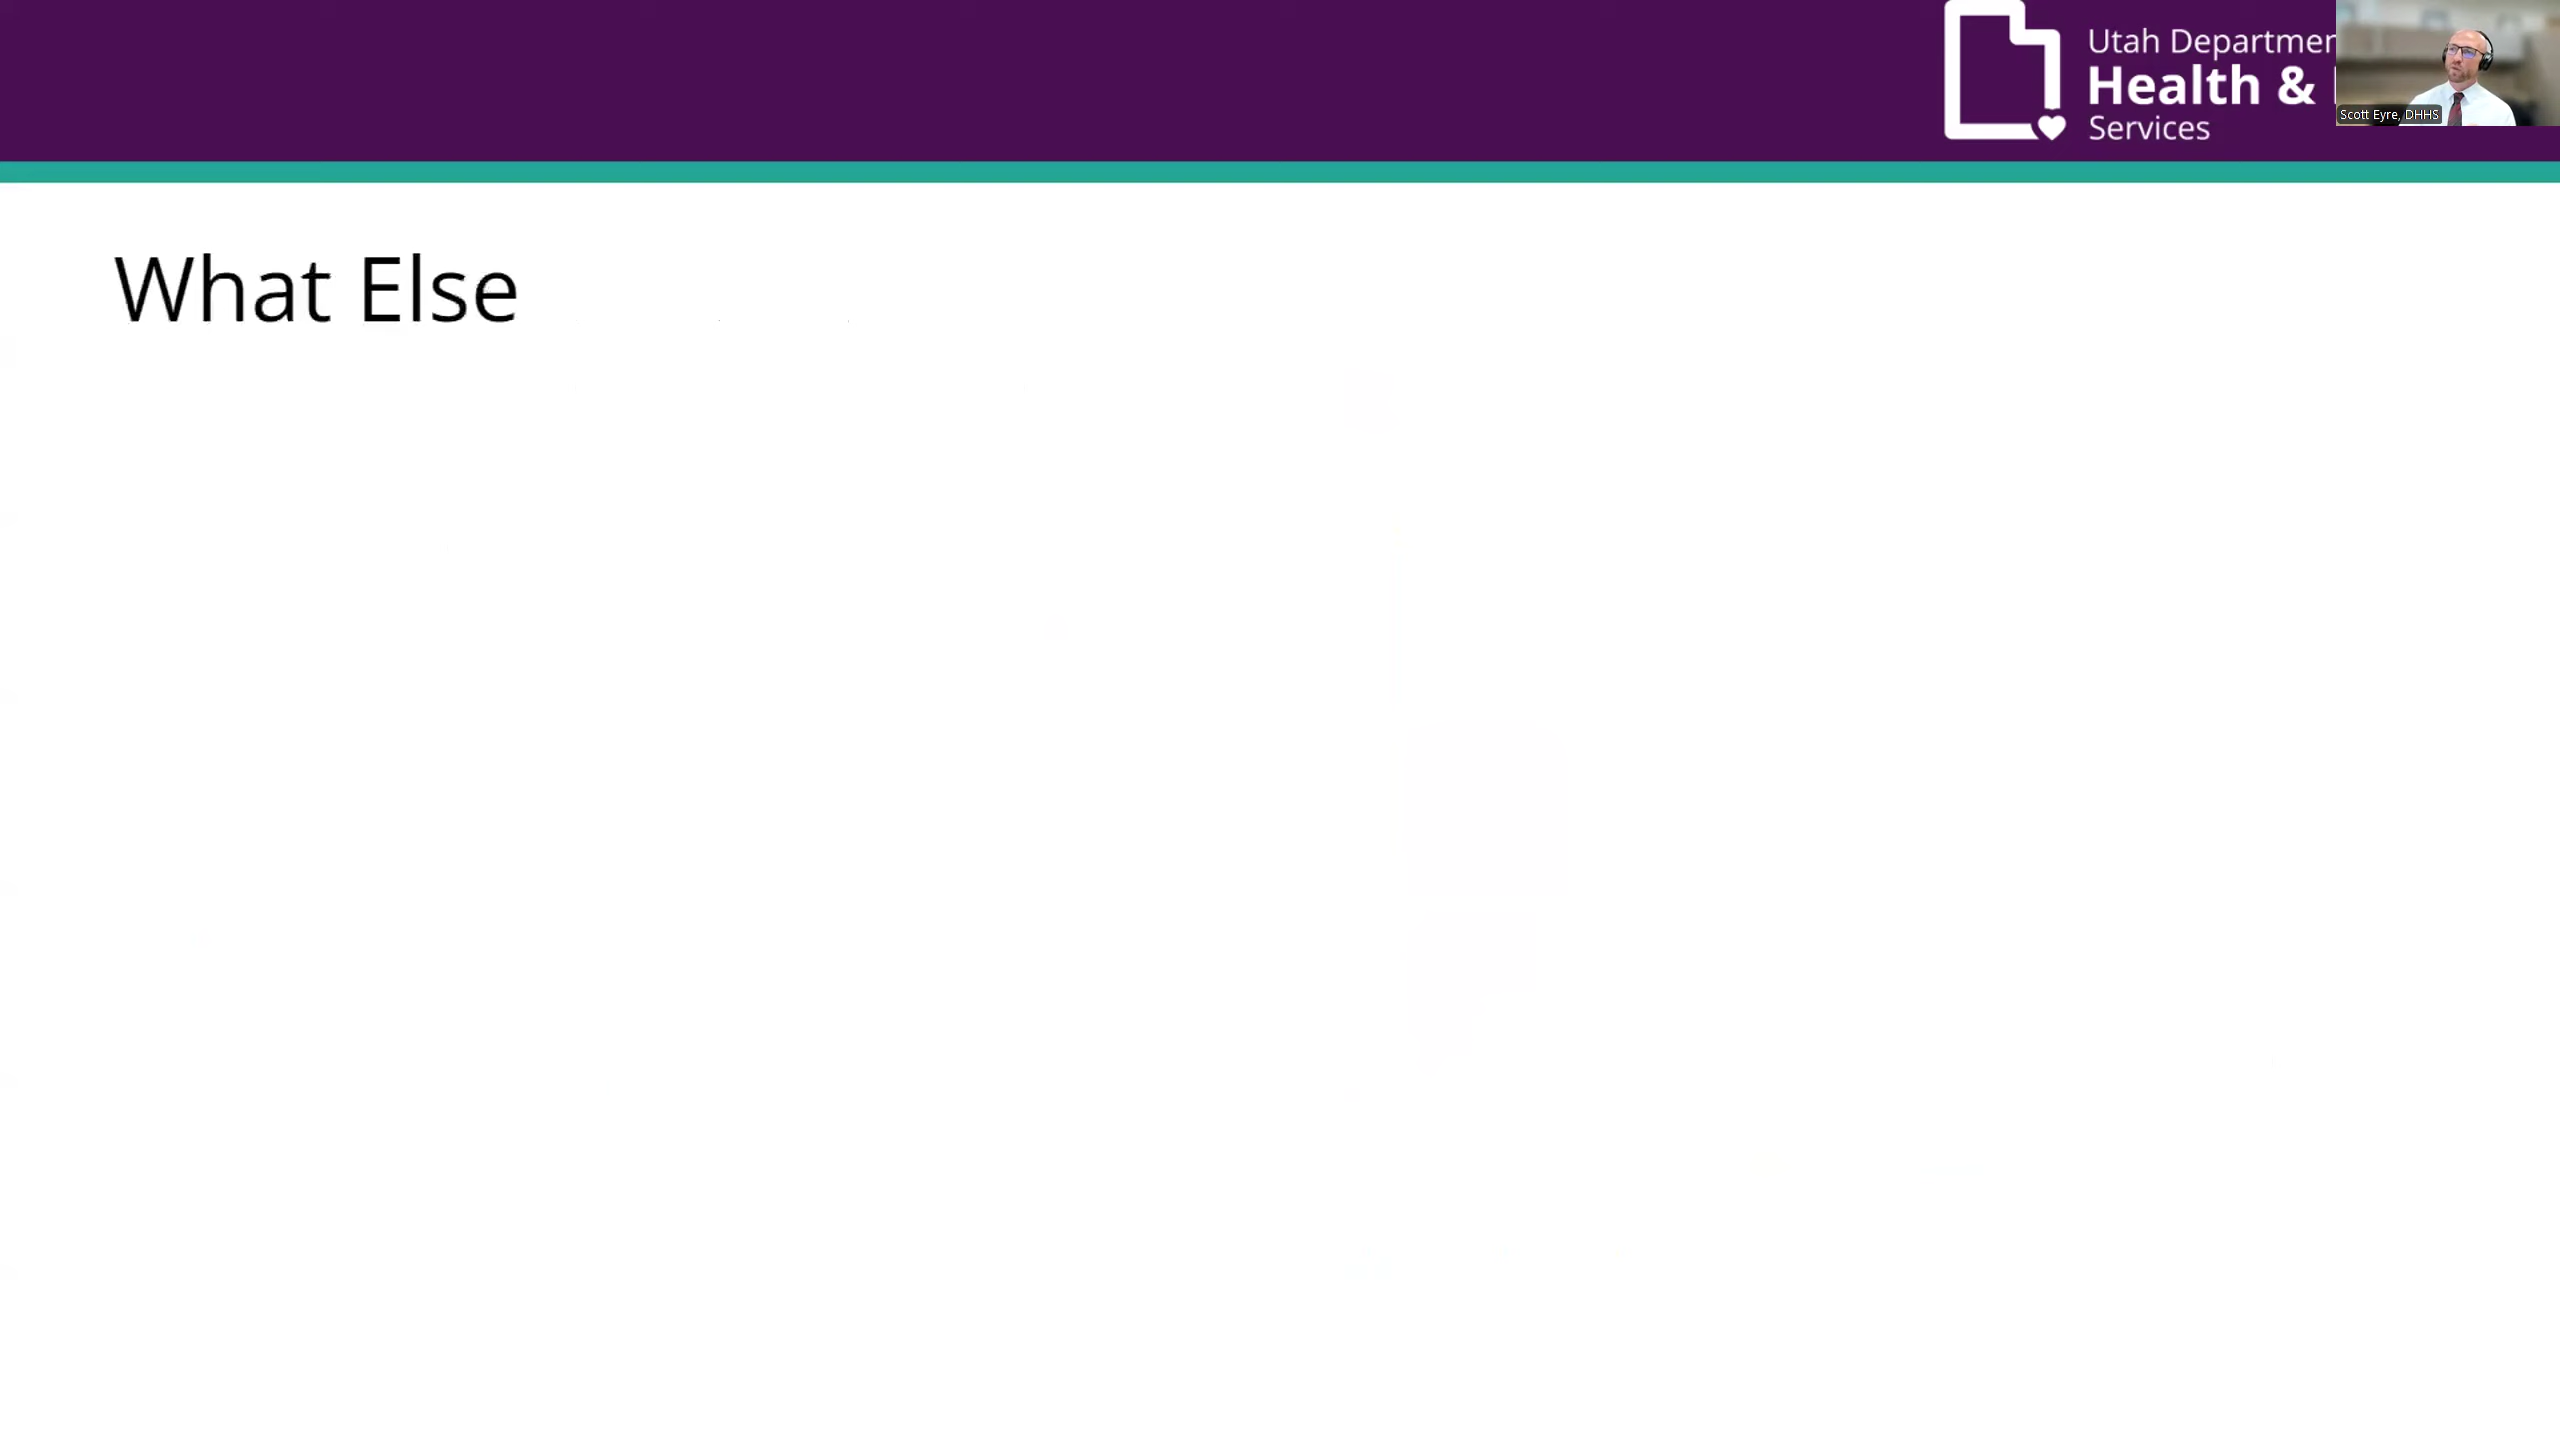 Utah Departmen
Health &
Services
Scott Eyre, DHHS
What Else